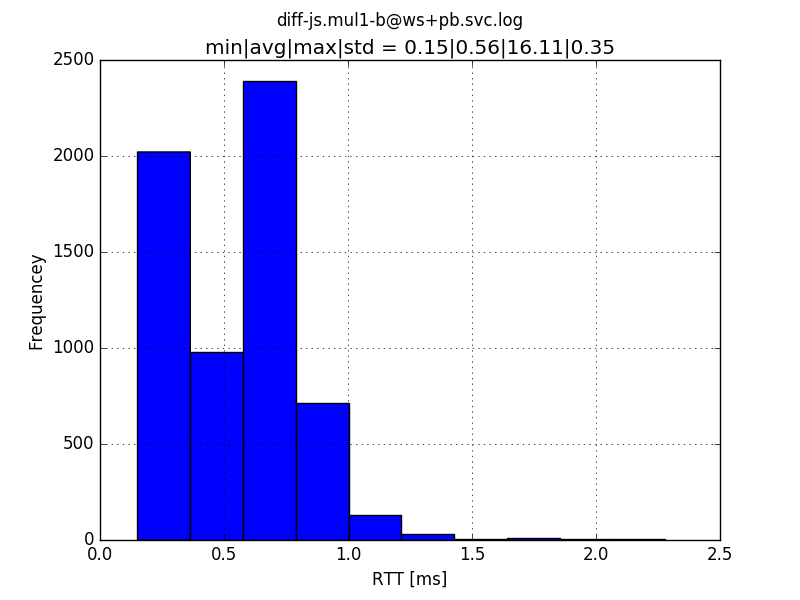 diff-js.mul1-b@ws+pb.svc.log
min|avg|max|std = 0.15|0.56|16.11|0.35
2500
2000
1500
1000
500
0
Frequencey
0.0 0.5 1.0 1.5 2.0 2.5
RTT [ms]